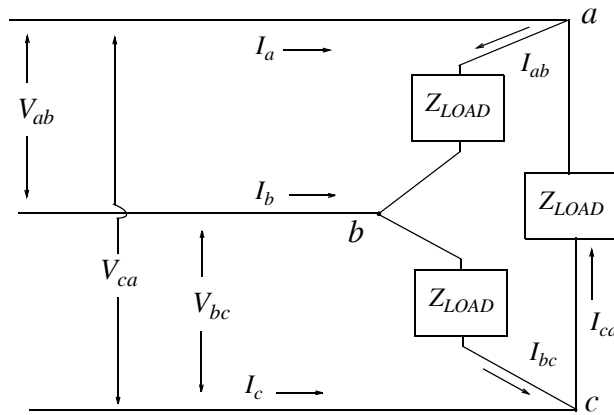 a
I_a
I_ab
V_ab
Z_LOAD
I_b
Z_LOAD
b
V_ca
V_bc
Z_LOAD
I_ca
I_bc
I_c
c